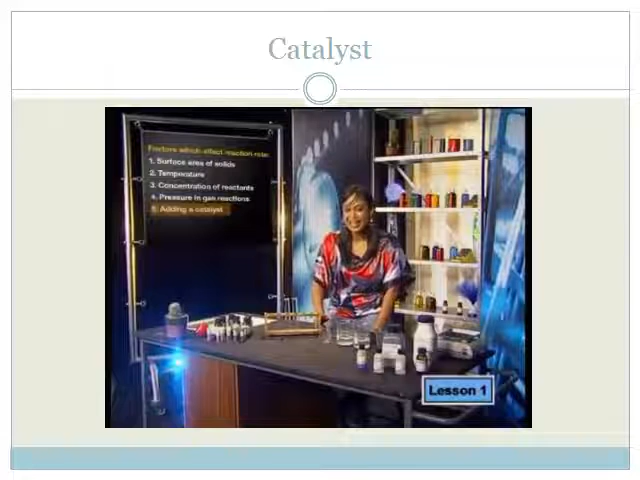 Catalyst
Factors which effect reaction rate:
1. Surface area of solids
2. Temperature
3. Concentration of reactants
4. Pressure in gas reactions
5. Adding a catalyst
Lesson 1